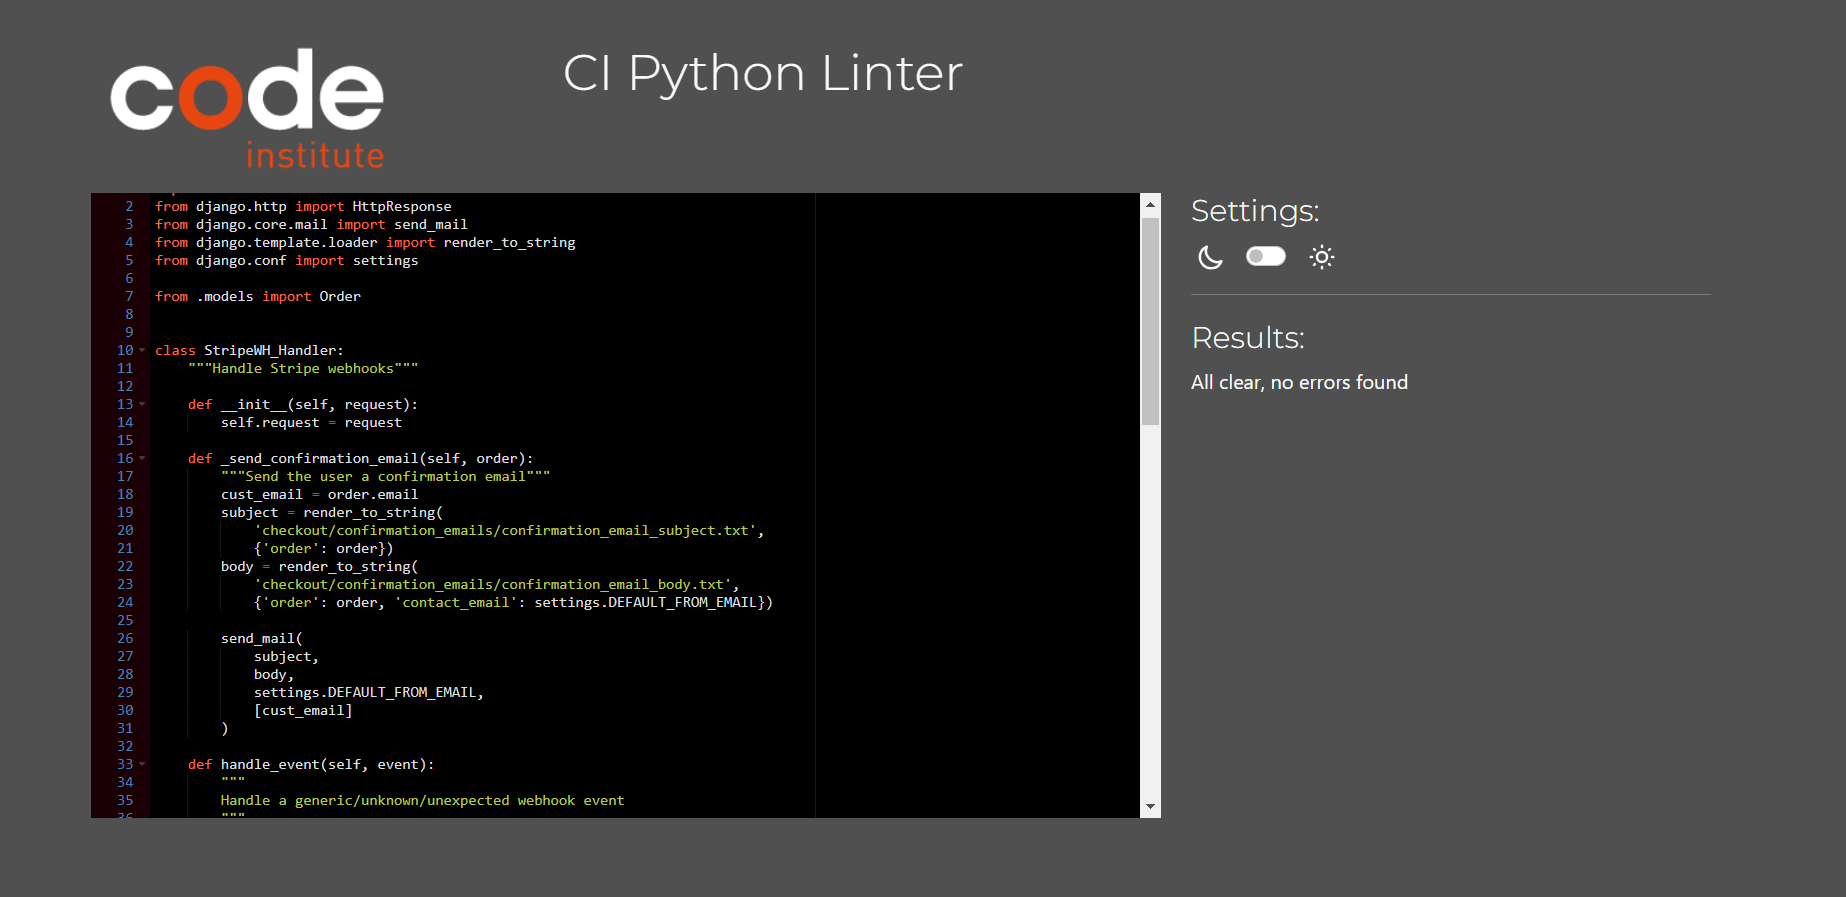 code
institute
CI Python Linter
2 from django.http import HttpResponse
3 from django.core.mail import send_mail
4 from django.template.loader import render_to_string
5 from django.conf import settings
6
7 from .models import Order
8
9
10 class StripeWH_Handler:
11     """Handle Stripe webhooks"""
12
13     def __init__(self, request):
14         self.request = request
15
16     def _send_confirmation_email(self, order):
17         """Send the user a confirmation email"""
18         cust_email = order.email
19         subject = render_to_string(
20             'checkout/confirmation_emails/confirmation_email_subject.txt',
21             {'order': order})
22         body = render_to_string(
23             'checkout/confirmation_emails/confirmation_email_body.txt',
24             {'order': order, 'contact_email': settings.DEFAULT_FROM_EMAIL})
25
26         send_mail(
27             subject,
28             body,
29             settings.DEFAULT_FROM_EMAIL,
30             [cust_email]
31         )
32
33     def handle_event(self, event):
34         """
35         Handle a generic/unknown/unexpected webhook event
36         """
Settings:
Results:
All clear, no errors found